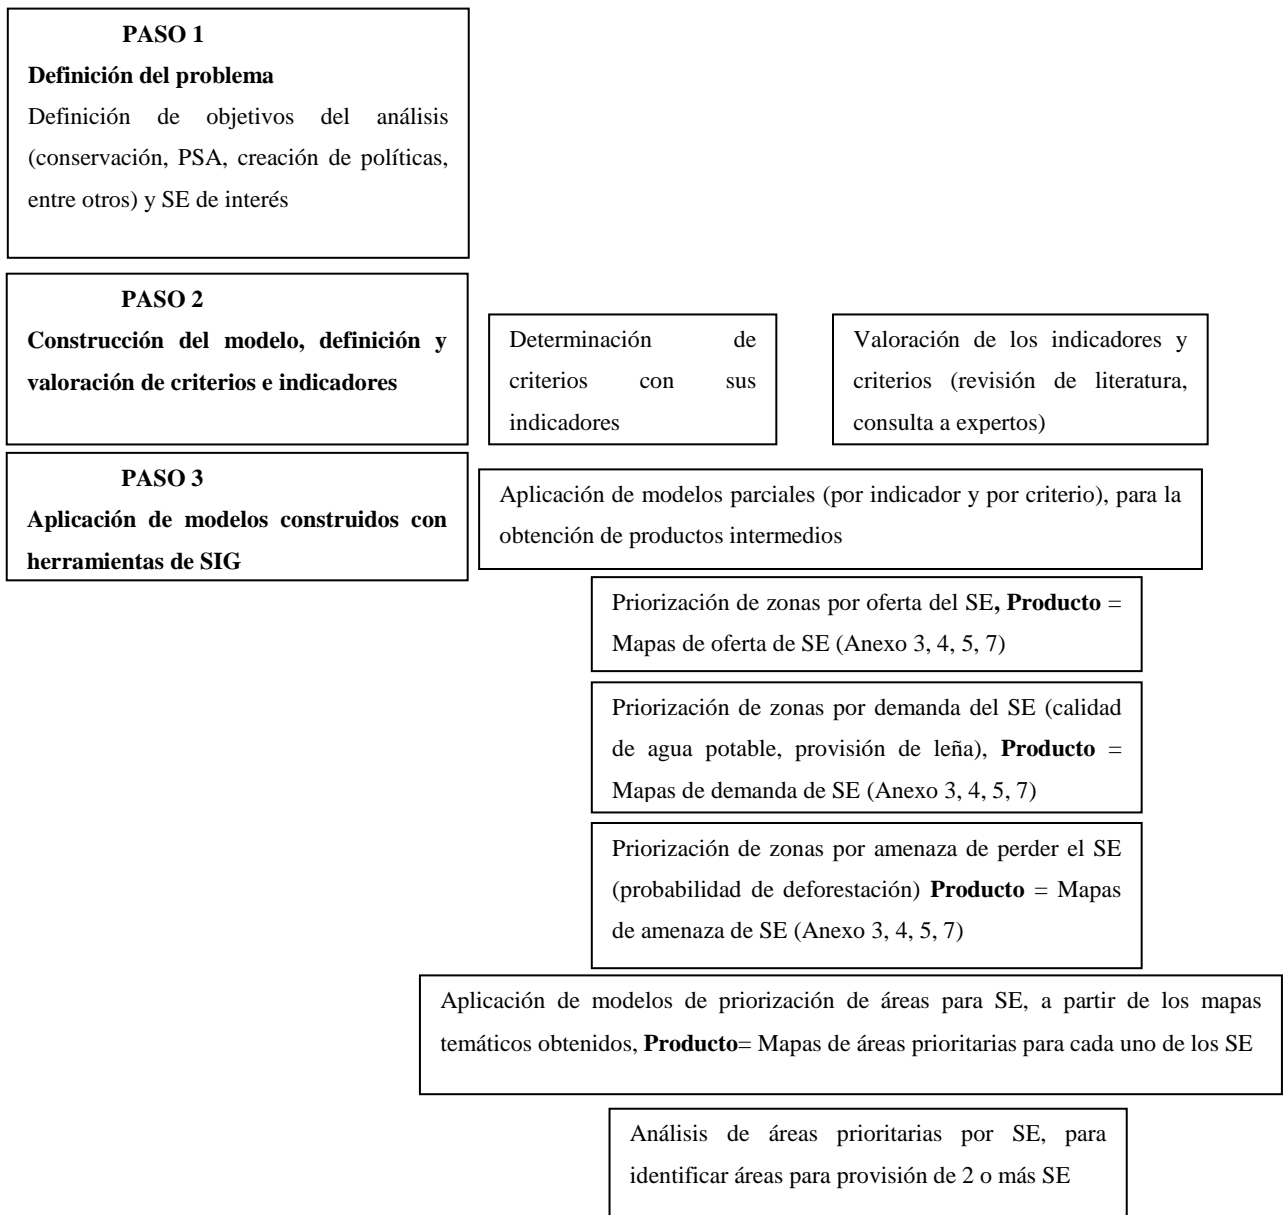 PASO 1
Definición del problema
Definición de objetivos del análisis
(conservación, PSA, creación de políticas,
entre otros) y SE de interés
PASO 2
Construcción del modelo, definición y
valoración de criterios e indicadores
Determinación de
criterios con sus
indicadores
Valoración de los indicadores y
criterios (revisión de literatura,
consulta a expertos)
PASO 3
Aplicación de modelos construidos con
herramientas de SIG
Aplicación de modelos parciales (por indicador y por criterio), para la
obtención de productos intermedios
Priorización de zonas por oferta del SE, Producto =
Mapas de oferta de SE (Anexo 3, 4, 5, 7)
Priorización de zonas por demanda del SE (calidad
de agua potable, provisión de leña), Producto =
Mapas de demanda de SE (Anexo 3, 4, 5, 7)
Priorización de zonas por amenaza de perder el SE
(probabilidad de deforestación) Producto = Mapas
de amenaza de SE (Anexo 3, 4, 5, 7)
Aplicación de modelos de priorización de áreas para SE, a partir de los mapas
temáticos obtenidos, Producto= Mapas de áreas prioritarias para cada uno de los SE
Análisis de áreas prioritarias por SE, para
identificar áreas para provisión de 2 o más SE